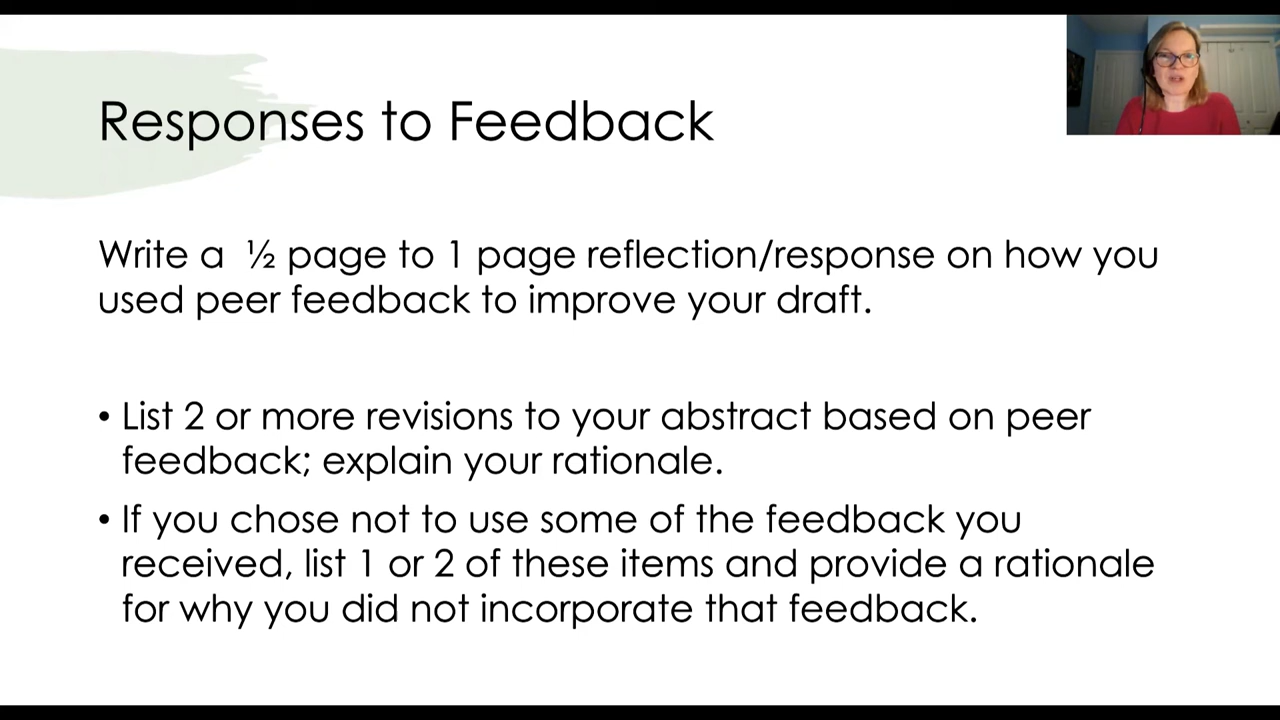 Responses to Feedback
Write a ½ page to 1 page reflection/response on how you
used peer feedback to improve your draft.
• List 2 or more revisions to your abstract based on peer
feedback; explain your rationale.
• If you chose not to use some of the feedback you
received, list 1 or 2 of these items and provide a rationale
for why you did not incorporate that feedback.